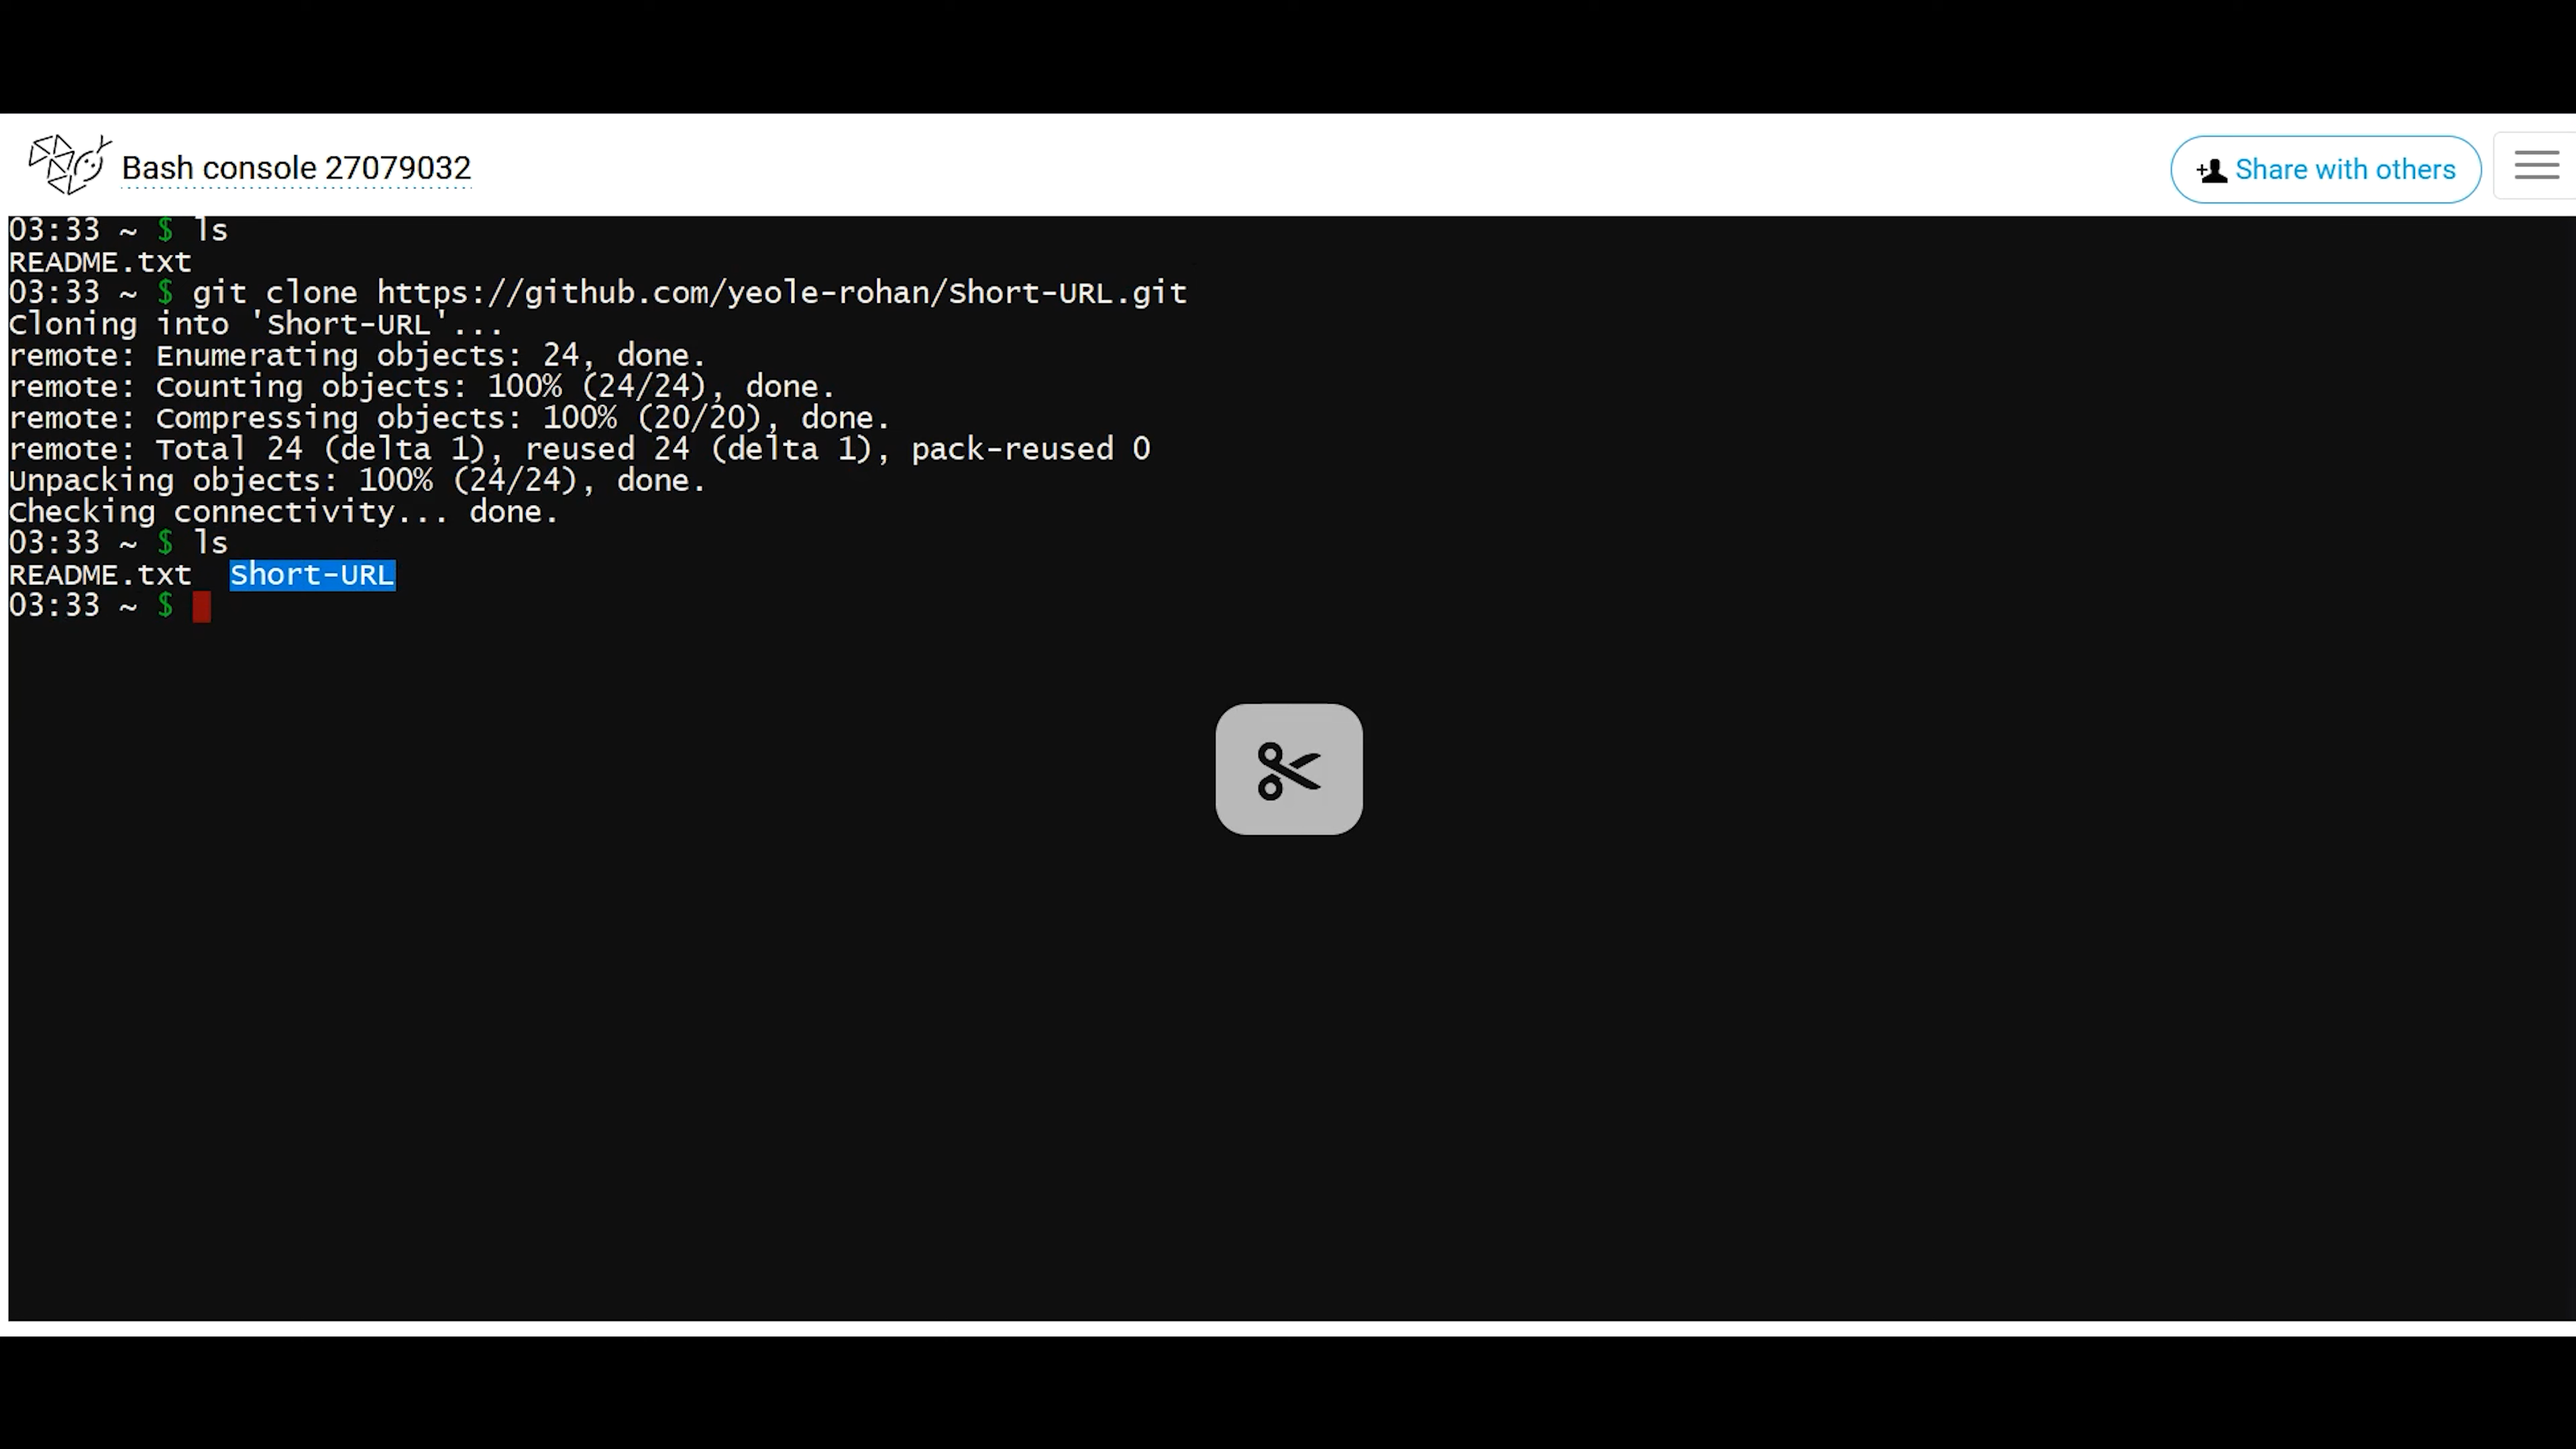 Bash console 27079032
Share with others
03:33 ~ $ ls
README.txt
03:33 ~ $ git clone https://github.com/yeole-rohan/Short-URL.git
Cloning into 'Short-URL'...
remote: Enumerating objects: 24, done.
remote: Counting objects: 100% (24/24), done.
remote: Compressing objects: 100% (20/20), done.
remote: Total 24 (delta 1), reused 24 (delta 1), pack-reused 0
Unpacking objects: 100% (24/24), done.
Checking connectivity... done.
03:33 ~ $ ls
README.txt  Short-URL
03:33 ~ $